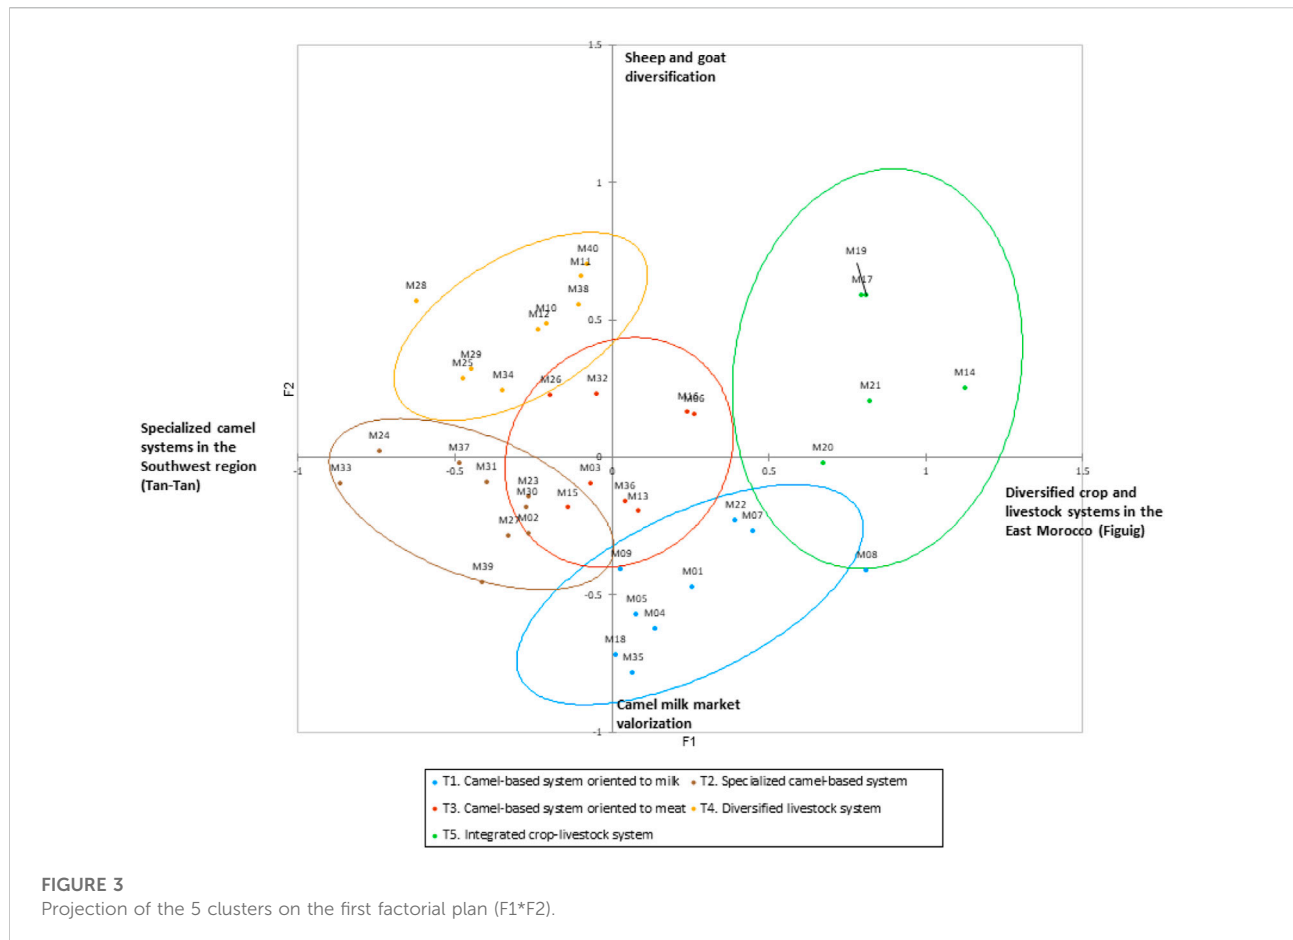 1.5
Sheep and goat
diversification
1
M19
M40
M11
M17
M28
M38
M10
M12
0.5
M29
M25
M34
M14
M26
M32
M21
M16
M06
F2
Specialized camel
systems in the
Southwest region
(Tan-Tan)
M24
M37
M20
M33
-1
-0.5
0
0.5
1
1.5
M31
M23
M03
M30
M15
M36
M13
M27
M02
M22
M07
Diversified crop and
livestock systems in the
East Morocco (Figuig)
M09
M08
M39
M01
-0.5
M05
M04
M18
M35
Camel milk market
valorization
-1
F1
T1. Camel-based system oriented to milk
T2. Specialized camel-based system
T3. Camel-based system oriented to meat
T4. Diversified livestock system
T5. Integrated crop-livestock system
FIGURE 3
Projection of the 5 clusters on the first factorial plan (F1*F2).